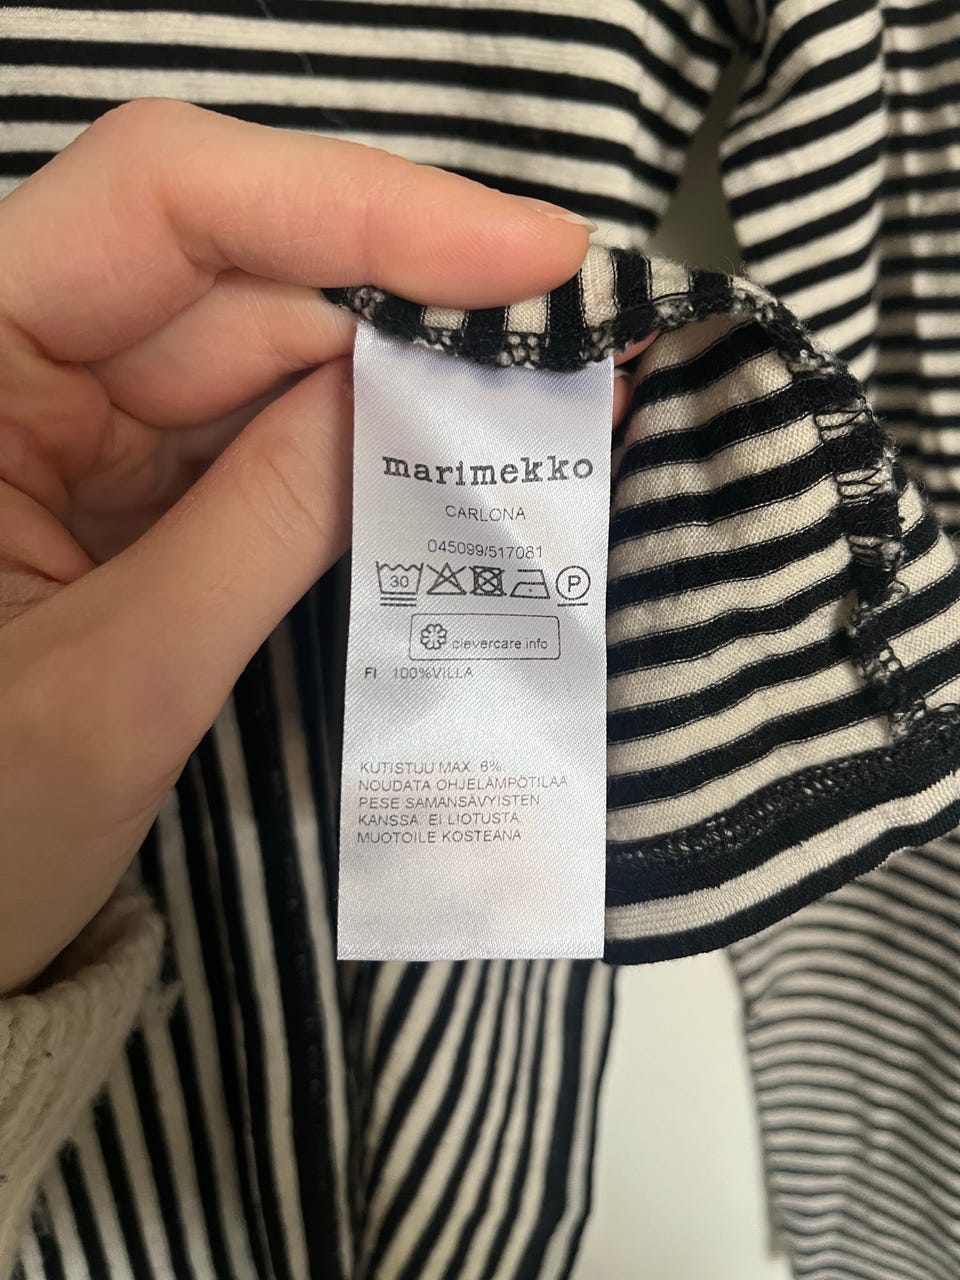 marimekko
CARLONA
045099/517081
30 P
clevercare.info
FI 100%VILLA
KUTISTUU MAX 6%.
NOUDATA OHJELÄMPÖTILAA
PESE SAMANSÄVYISTEN
KANSSA. EI LIOTUSTA
MUOTOILE KOSTEANA